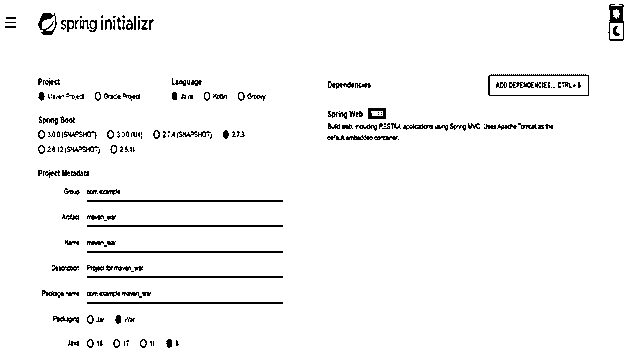 spring initializr
Project
Maven Project Gradle Project
Language
Java Kotlin Groovy
Spring Boot
3.0.0 (SNAPSHOT) 3.0.0 (M4) 2.7.4 (SNAPSHOT) 2.7.3
2.6.12 (SNAPSHOT) 2.6.11
Project Metadata
Group com.example
Artifact maven_war
Name maven_war
Description Project for maven_war
Package name com.example.maven_war
Packaging Jar War
Java 18 17 11 8
Dependencies
ADD DEPENDENCIES... CTRL + B
Spring Web WEB
Build web, including RESTful, applications using Spring MVC. Uses Apache Tomcat as the
default embedded container.